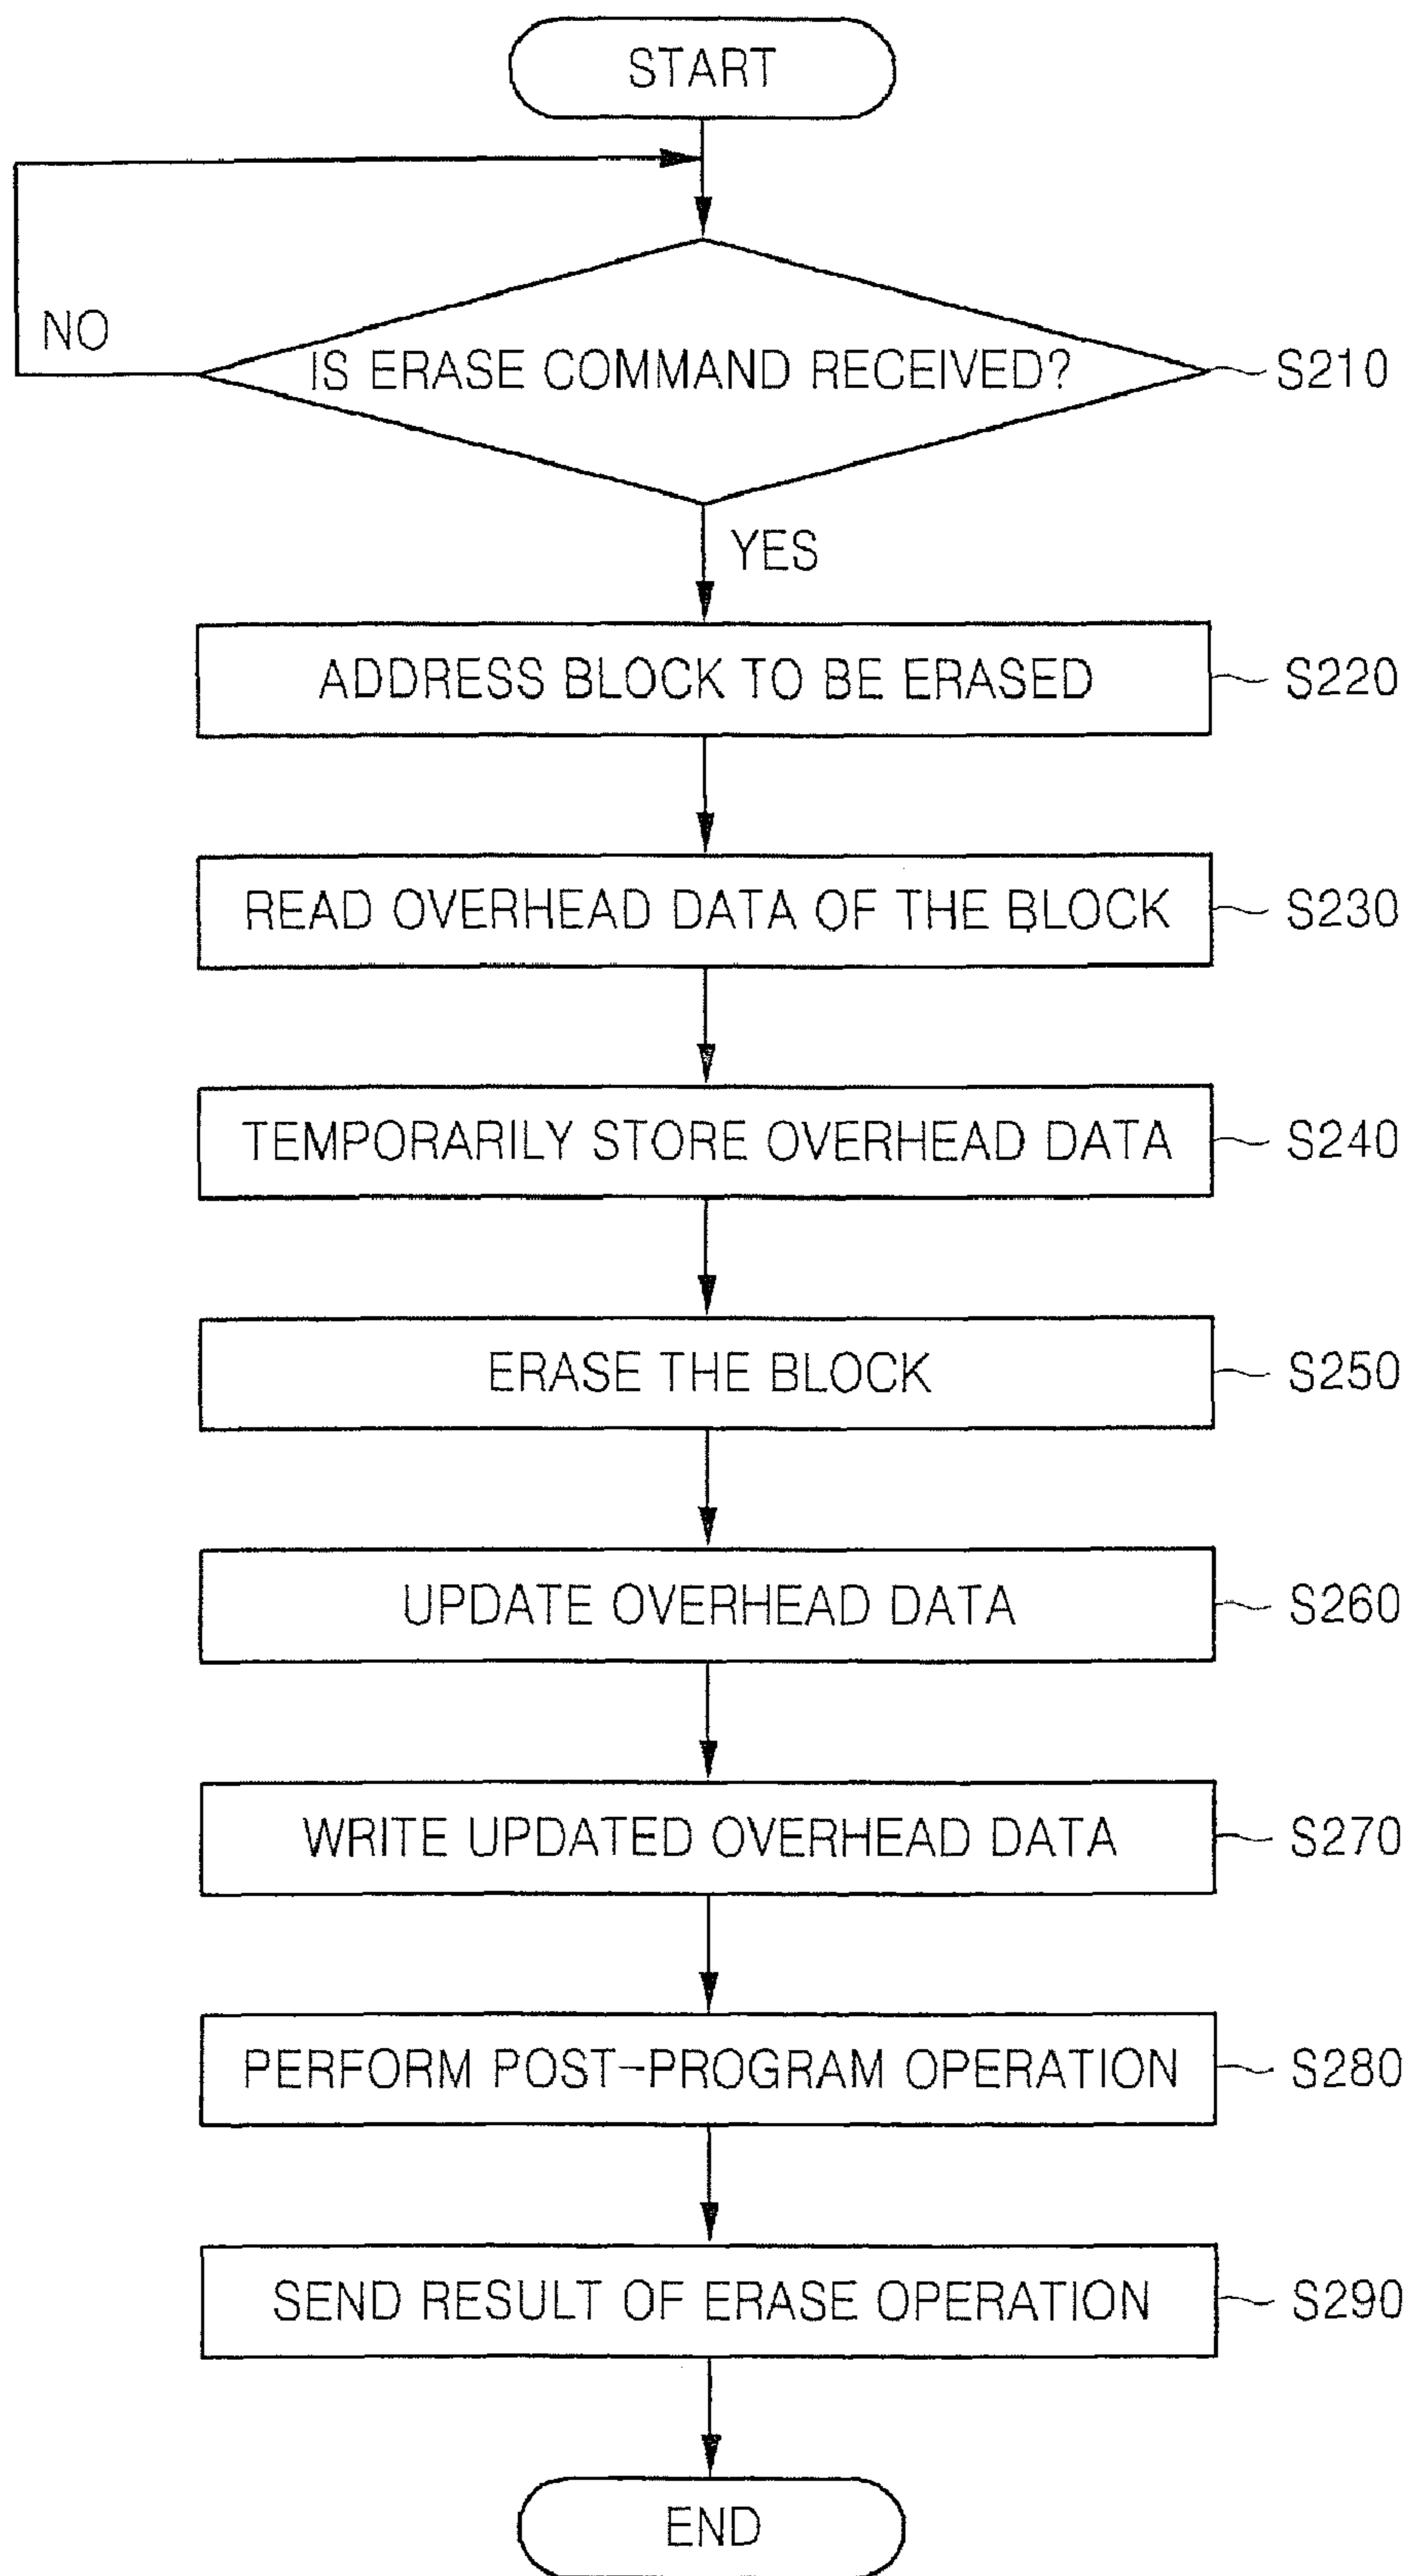 START
NO
IS ERASE COMMAND RECEIVED?
S210
YES
ADDRESS BLOCK TO BE ERASED
S220
READ OVERHEAD DATA OF THE BLOCK
S230
TEMPORARILY STORE OVERHEAD DATA
S240
ERASE THE BLOCK
S250
UPDATE OVERHEAD DATA
S260
WRITE UPDATED OVERHEAD DATA
S270
PERFORM POST-PROGRAM OPERATION
S280
SEND RESULT OF ERASE OPERATION
S290
END